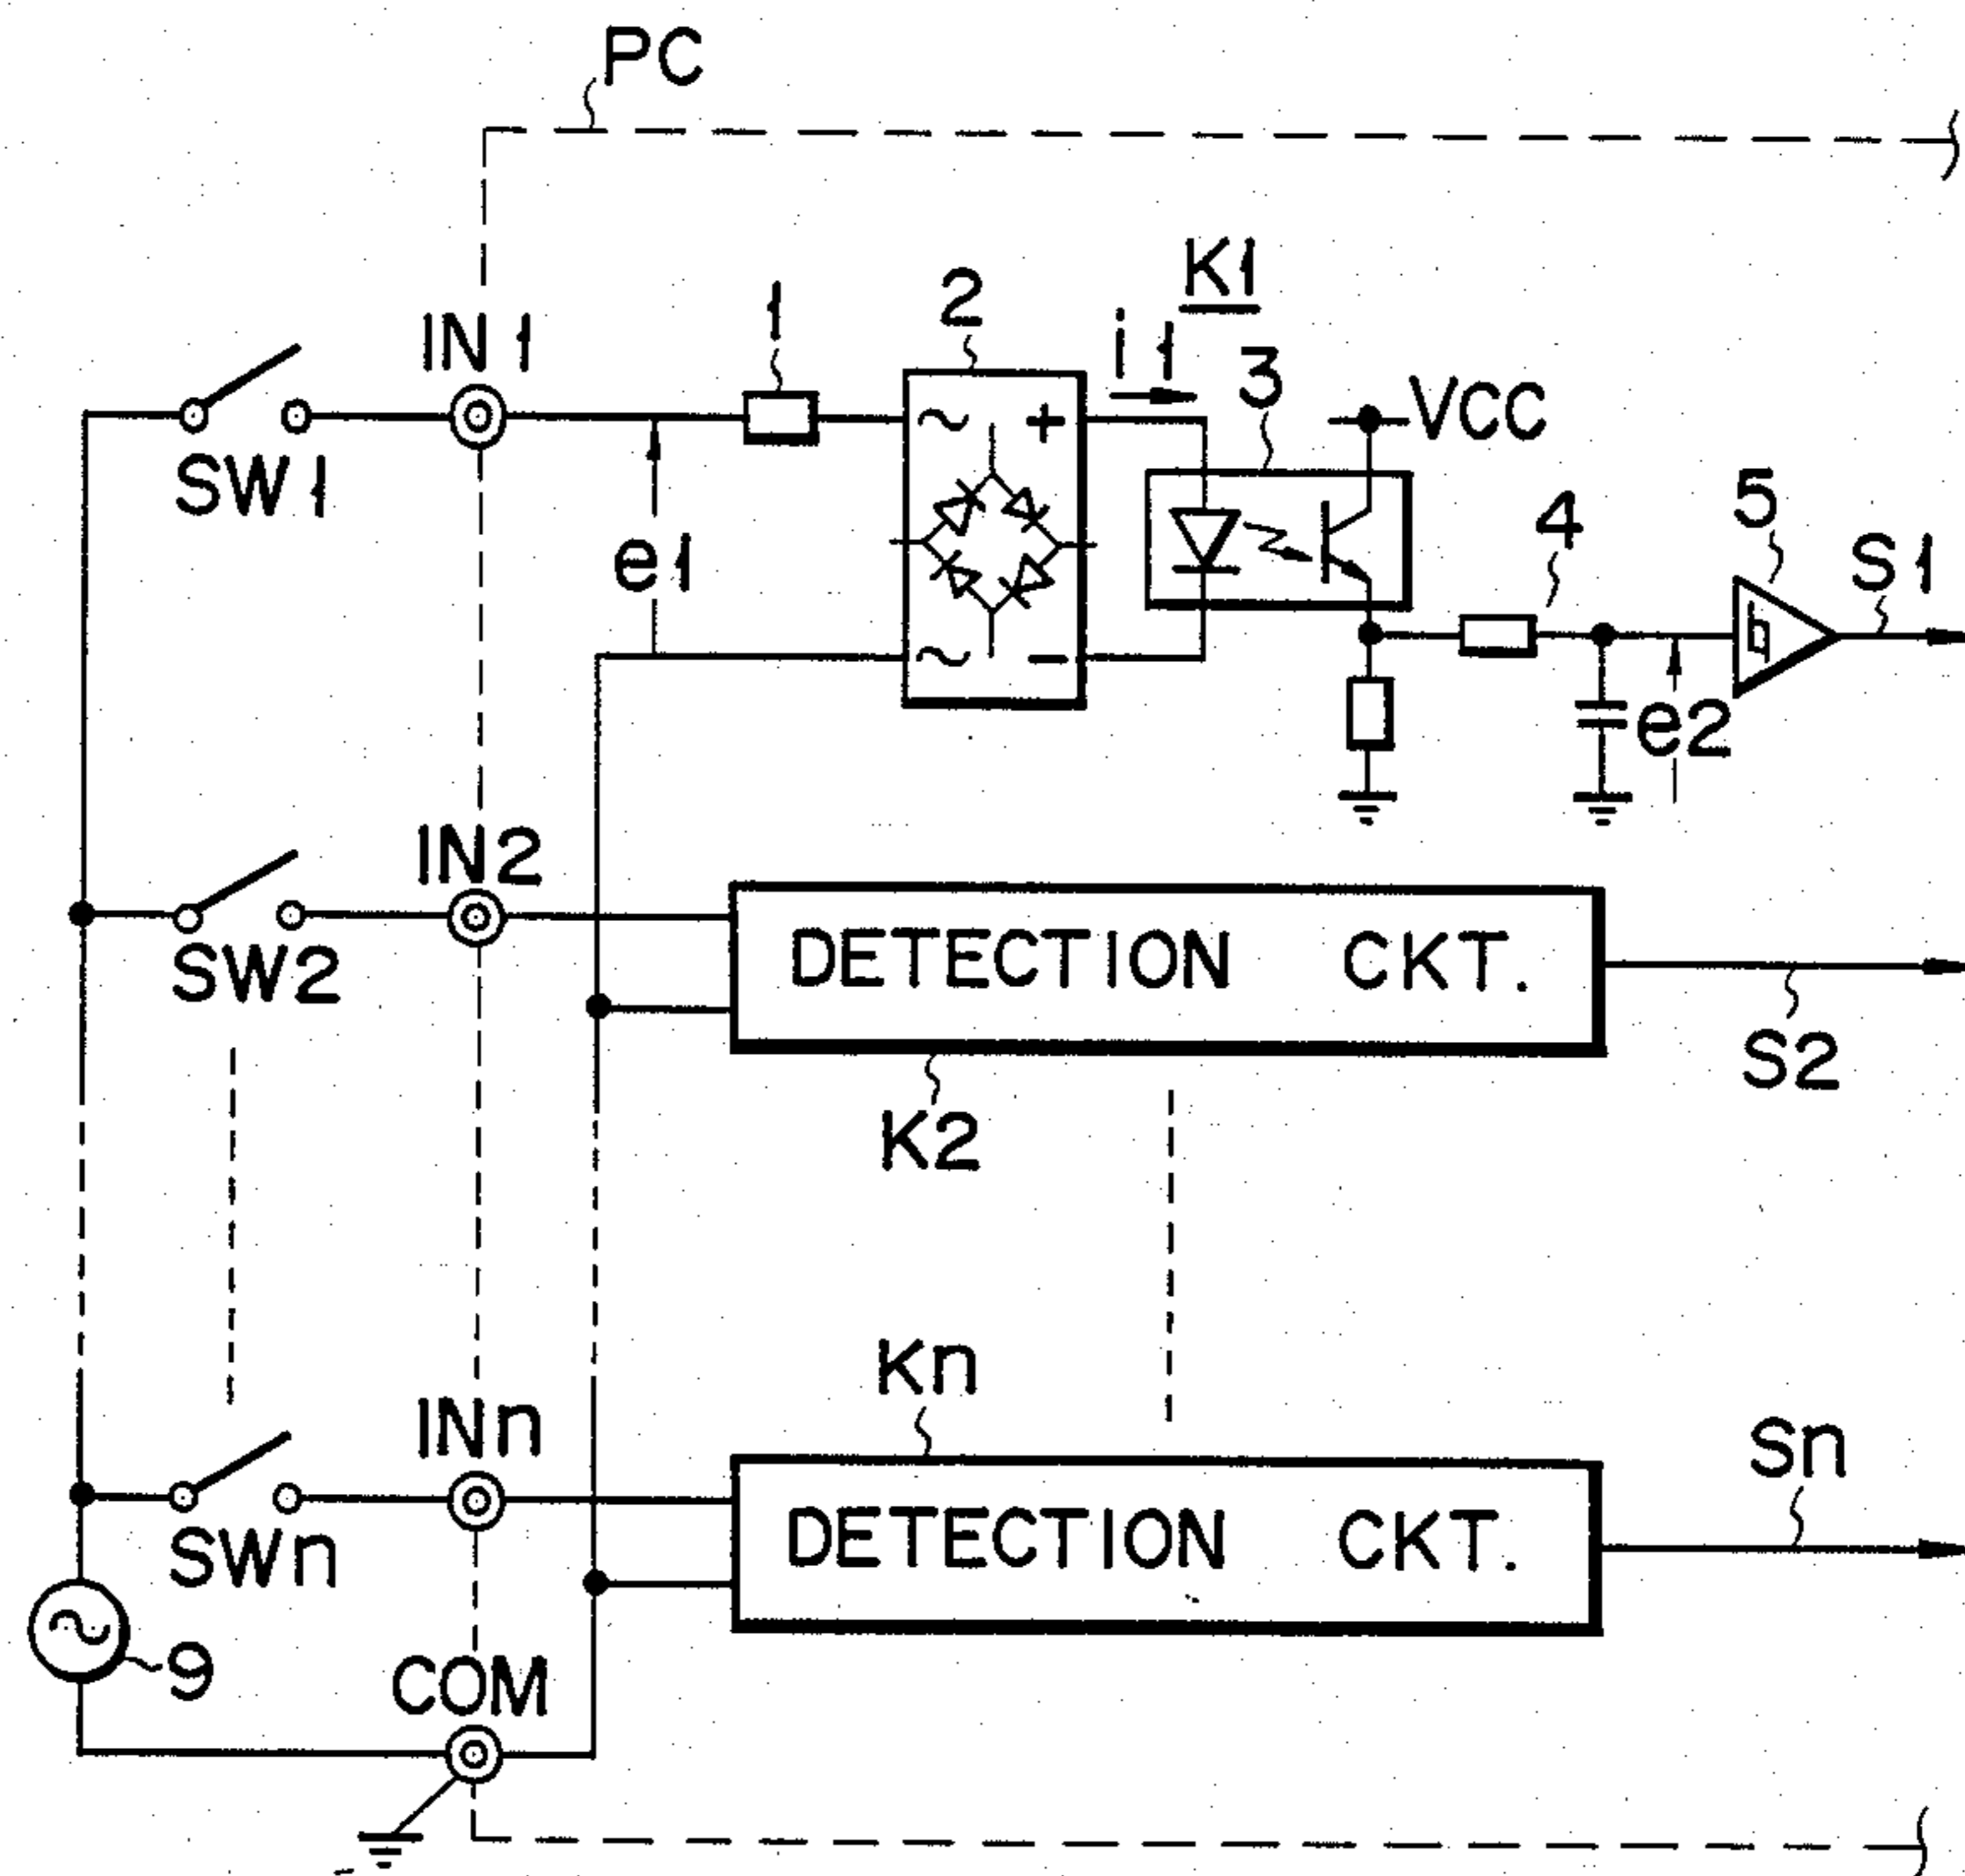 PC
K1
1
2
i1
3
IN1
VCC
SW1
4
5
S1
e1
e2
IN2
SW2
DETECTION CKT.
S2
K2
Kn
INn
Sn
SWn
DETECTION CKT.
9
COM